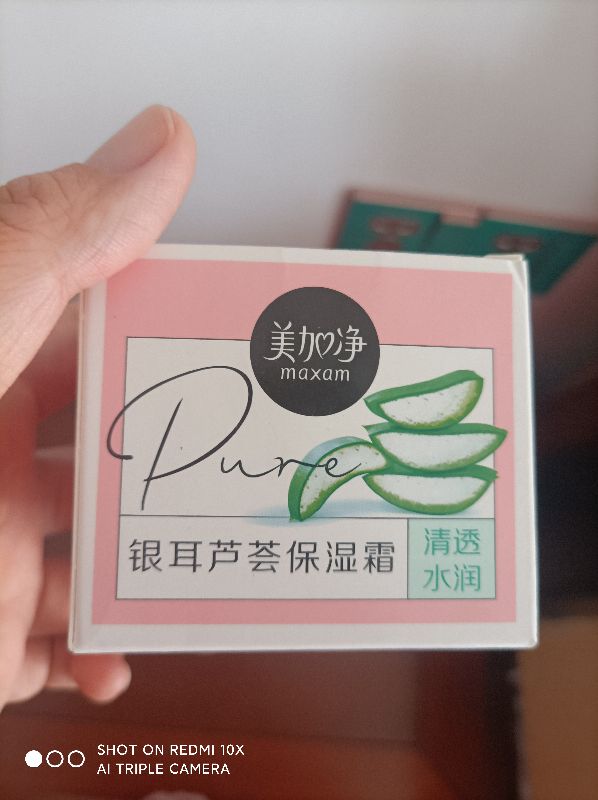 美加净
maxam
Pure
银耳芦荟保湿霜
清透
水润
SHOT ON REDMI 10X
AI TRIPLE CAMERA